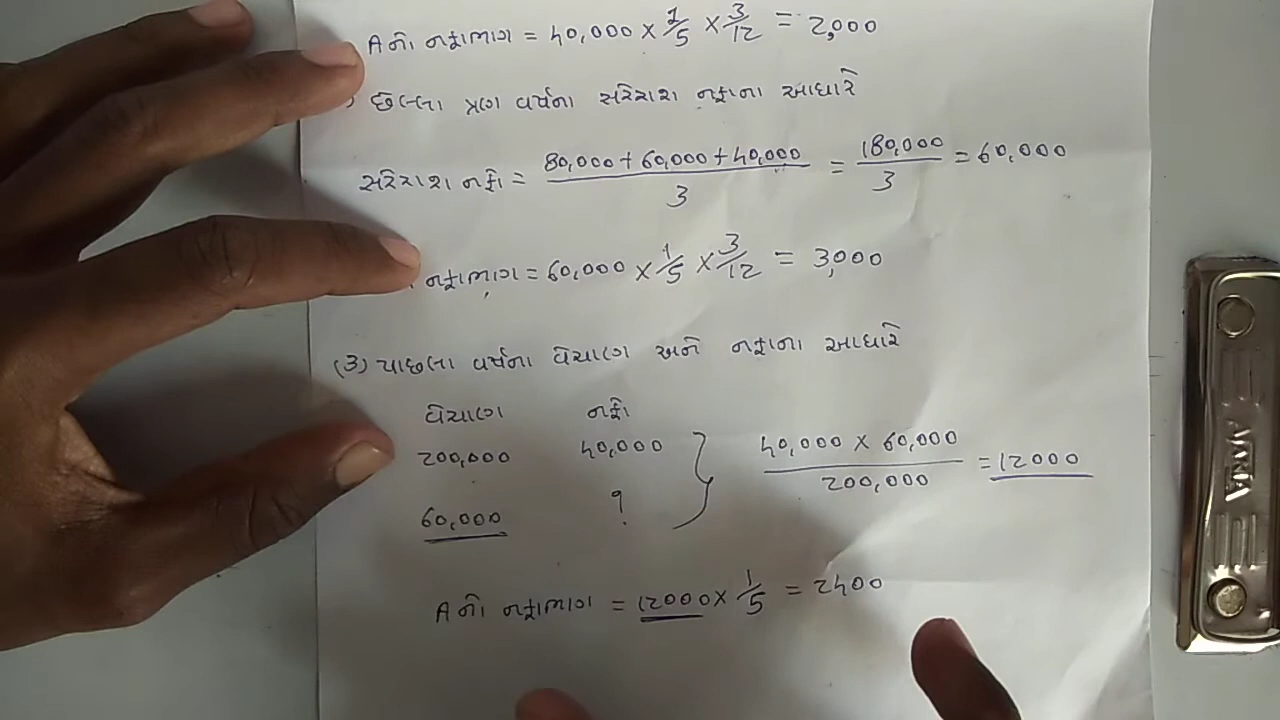 Aનો નફાભાગ = 40,000 × 1/5 × 3/12 = 2,000
) છેલ્લા ત્રણ વર્ષના સરેરાશ નફાના આધારે
સરેરાશ નફો = 80,000 + 60,000 + 40,000 / 3 = 180,000 / 3 = 60,000
નફાભાગ = 60,000 × 1/5 × 3/12 = 3,000
(3) પાછલા વર્ષના વેચાણ અને નફાના આધારે
વેચાણ નફો
200,000 40,000
60,000 ?
40,000 × 60,000 / 200,000 = 12000
Aનો નફાભાગ = 12000 × 1/5 = 2400